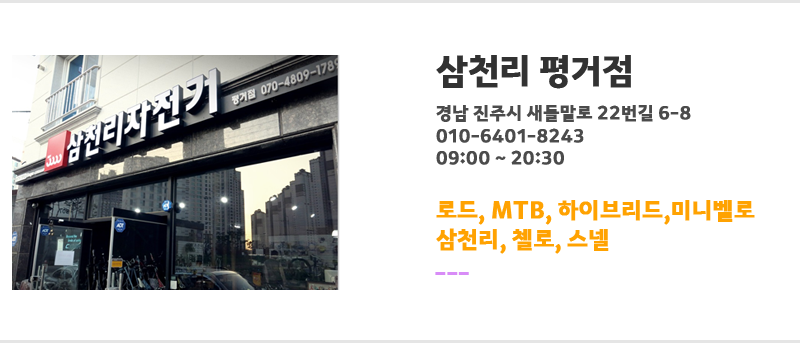 삼천리자전거
평거점 070-4809-1789
ADT
삼천리 평거점
경남 진주시 새들말로 22번길 6-8
010-6401-8243
09:00 ~ 20:30
로드, MTB, 하이브리드,미니벨로
삼천리, 첼로, 스넬
---